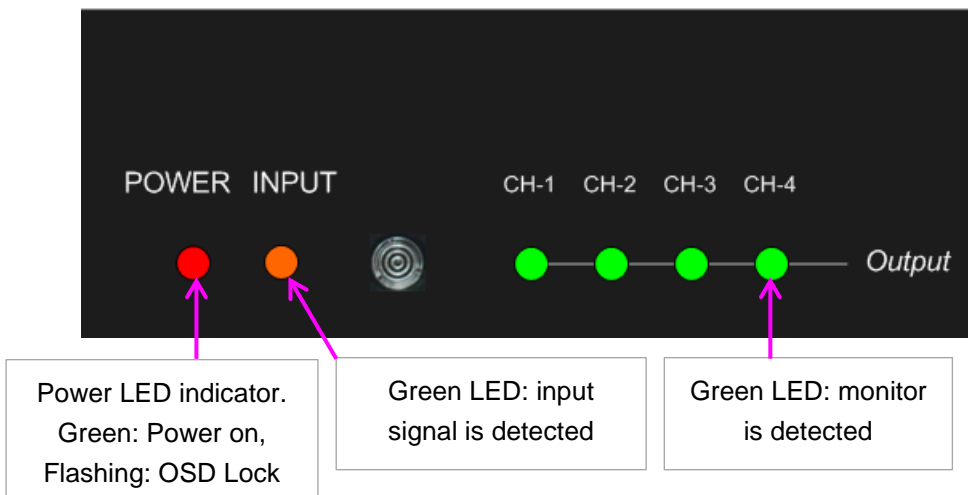 POWER INPUT CH-1 CH-2 CH-3 CH-4
Output
Power LED indicator.
Green: Power on,
Flashing: OSD Lock
Green LED: input
signal is detected
Green LED: monitor
is detected